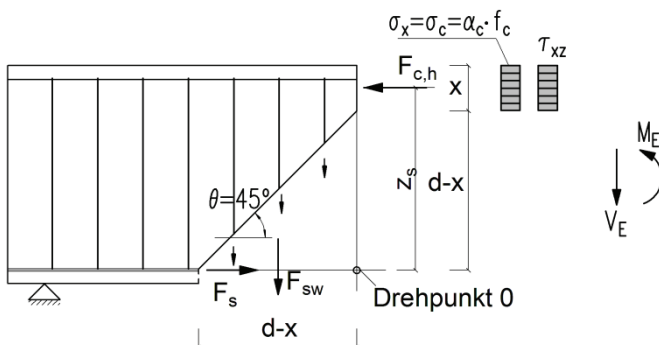 σx=σc=αc·fc
τxz
Fc,h
x
ME
zs
d-x
θ=45°
VE
Fs
Fsw
Drehpunkt 0
d-x